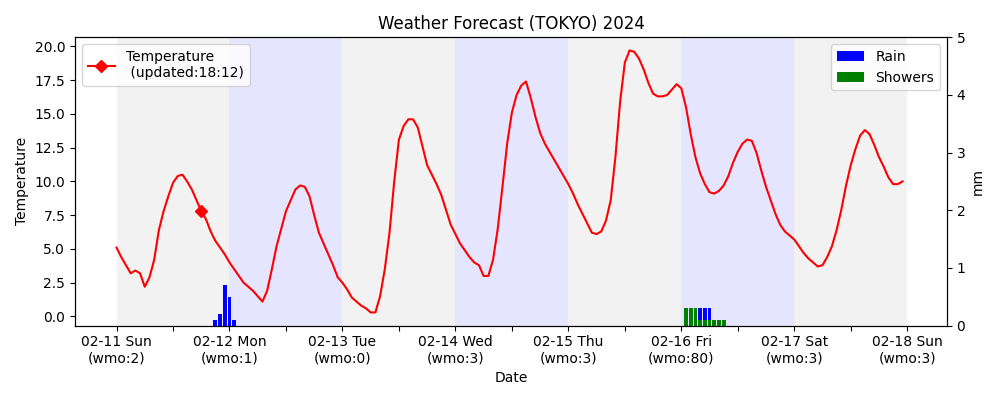 Weather Forecast (TOKYO) 2024
Temperature
(updated:18:12)
Rain
Showers
20.0
17.5
15.0
12.5
10.0
7.5
5.0
2.5
0.0
Temperature
5
4
3
2
1
0
mm
02-11 Sun
(wmo:2)
02-12 Mon
(wmo:1)
02-13 Tue
(wmo:0)
02-14 Wed
(wmo:3)
02-15 Thu
(wmo:3)
02-16 Fri
(wmo:80)
02-17 Sat
(wmo:3)
02-18 Sun
(wmo:3)
Date